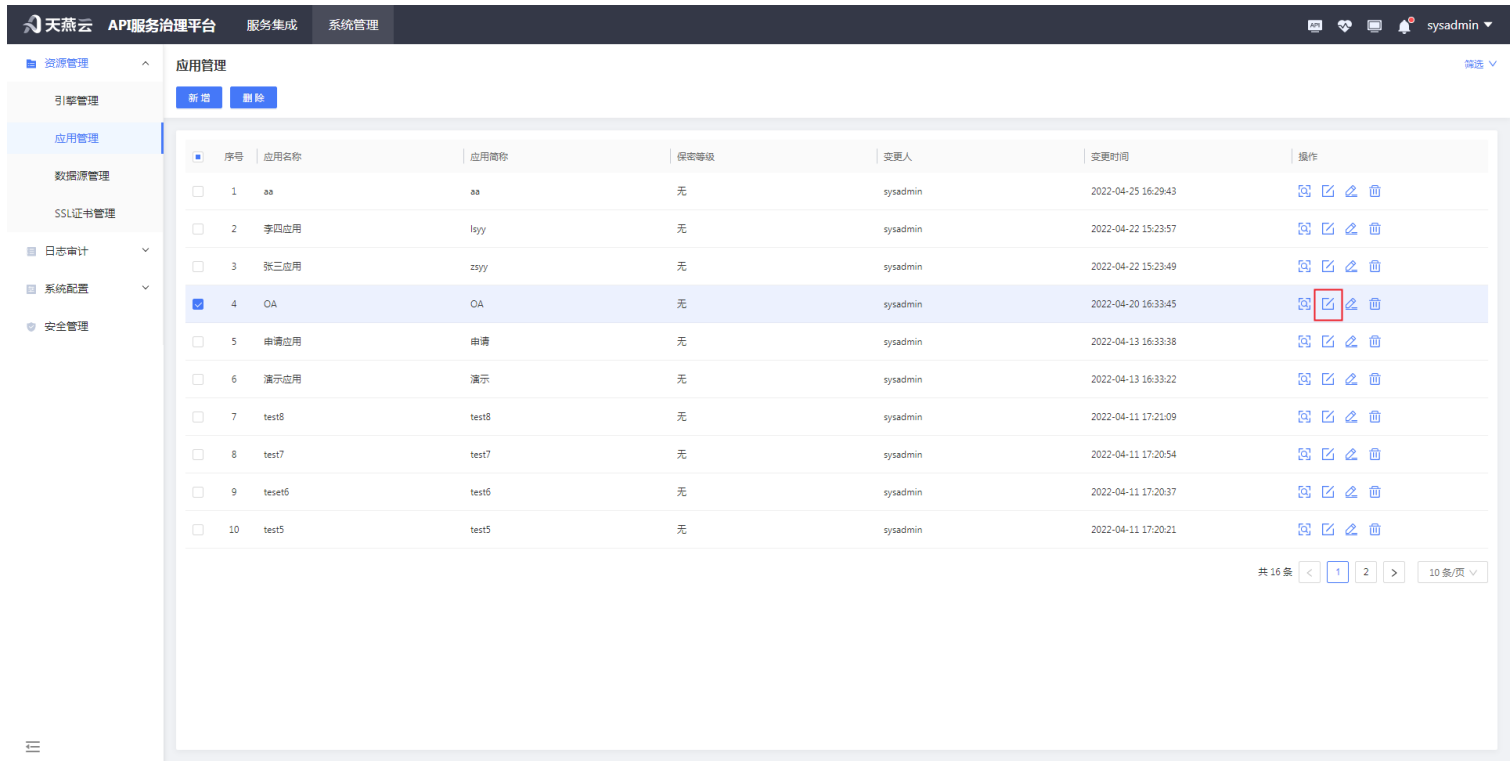 天燕云 API服务治理平台 服务集成 系统管理 API sysadmin
资源管理
引擎管理
应用管理
数据源管理
SSL证书管理
日志审计
系统配置
安全管理
应用管理 筛选
新增 删除
序号 应用名称 应用简称 保密等级 变更人 变更时间 操作
1 aa aa 无 sysadmin 2022-04-25 16:29:43
2 李四应用 lsyy 无 sysadmin 2022-04-22 15:23:57
3 张三应用 zsyy 无 sysadmin 2022-04-22 15:23:49
4 OA OA 无 sysadmin 2022-04-20 16:33:45
5 申请应用 申请 无 sysadmin 2022-04-13 16:33:38
6 演示应用 演示 无 sysadmin 2022-04-13 16:33:22
7 test8 test8 无 sysadmin 2022-04-11 17:21:09
8 test7 test7 无 sysadmin 2022-04-11 17:20:54
9 teset6 test6 无 sysadmin 2022-04-11 17:20:37
10 test5 test5 无 sysadmin 2022-04-11 17:20:21
共 16 条 < 1 2 > 10 条/页